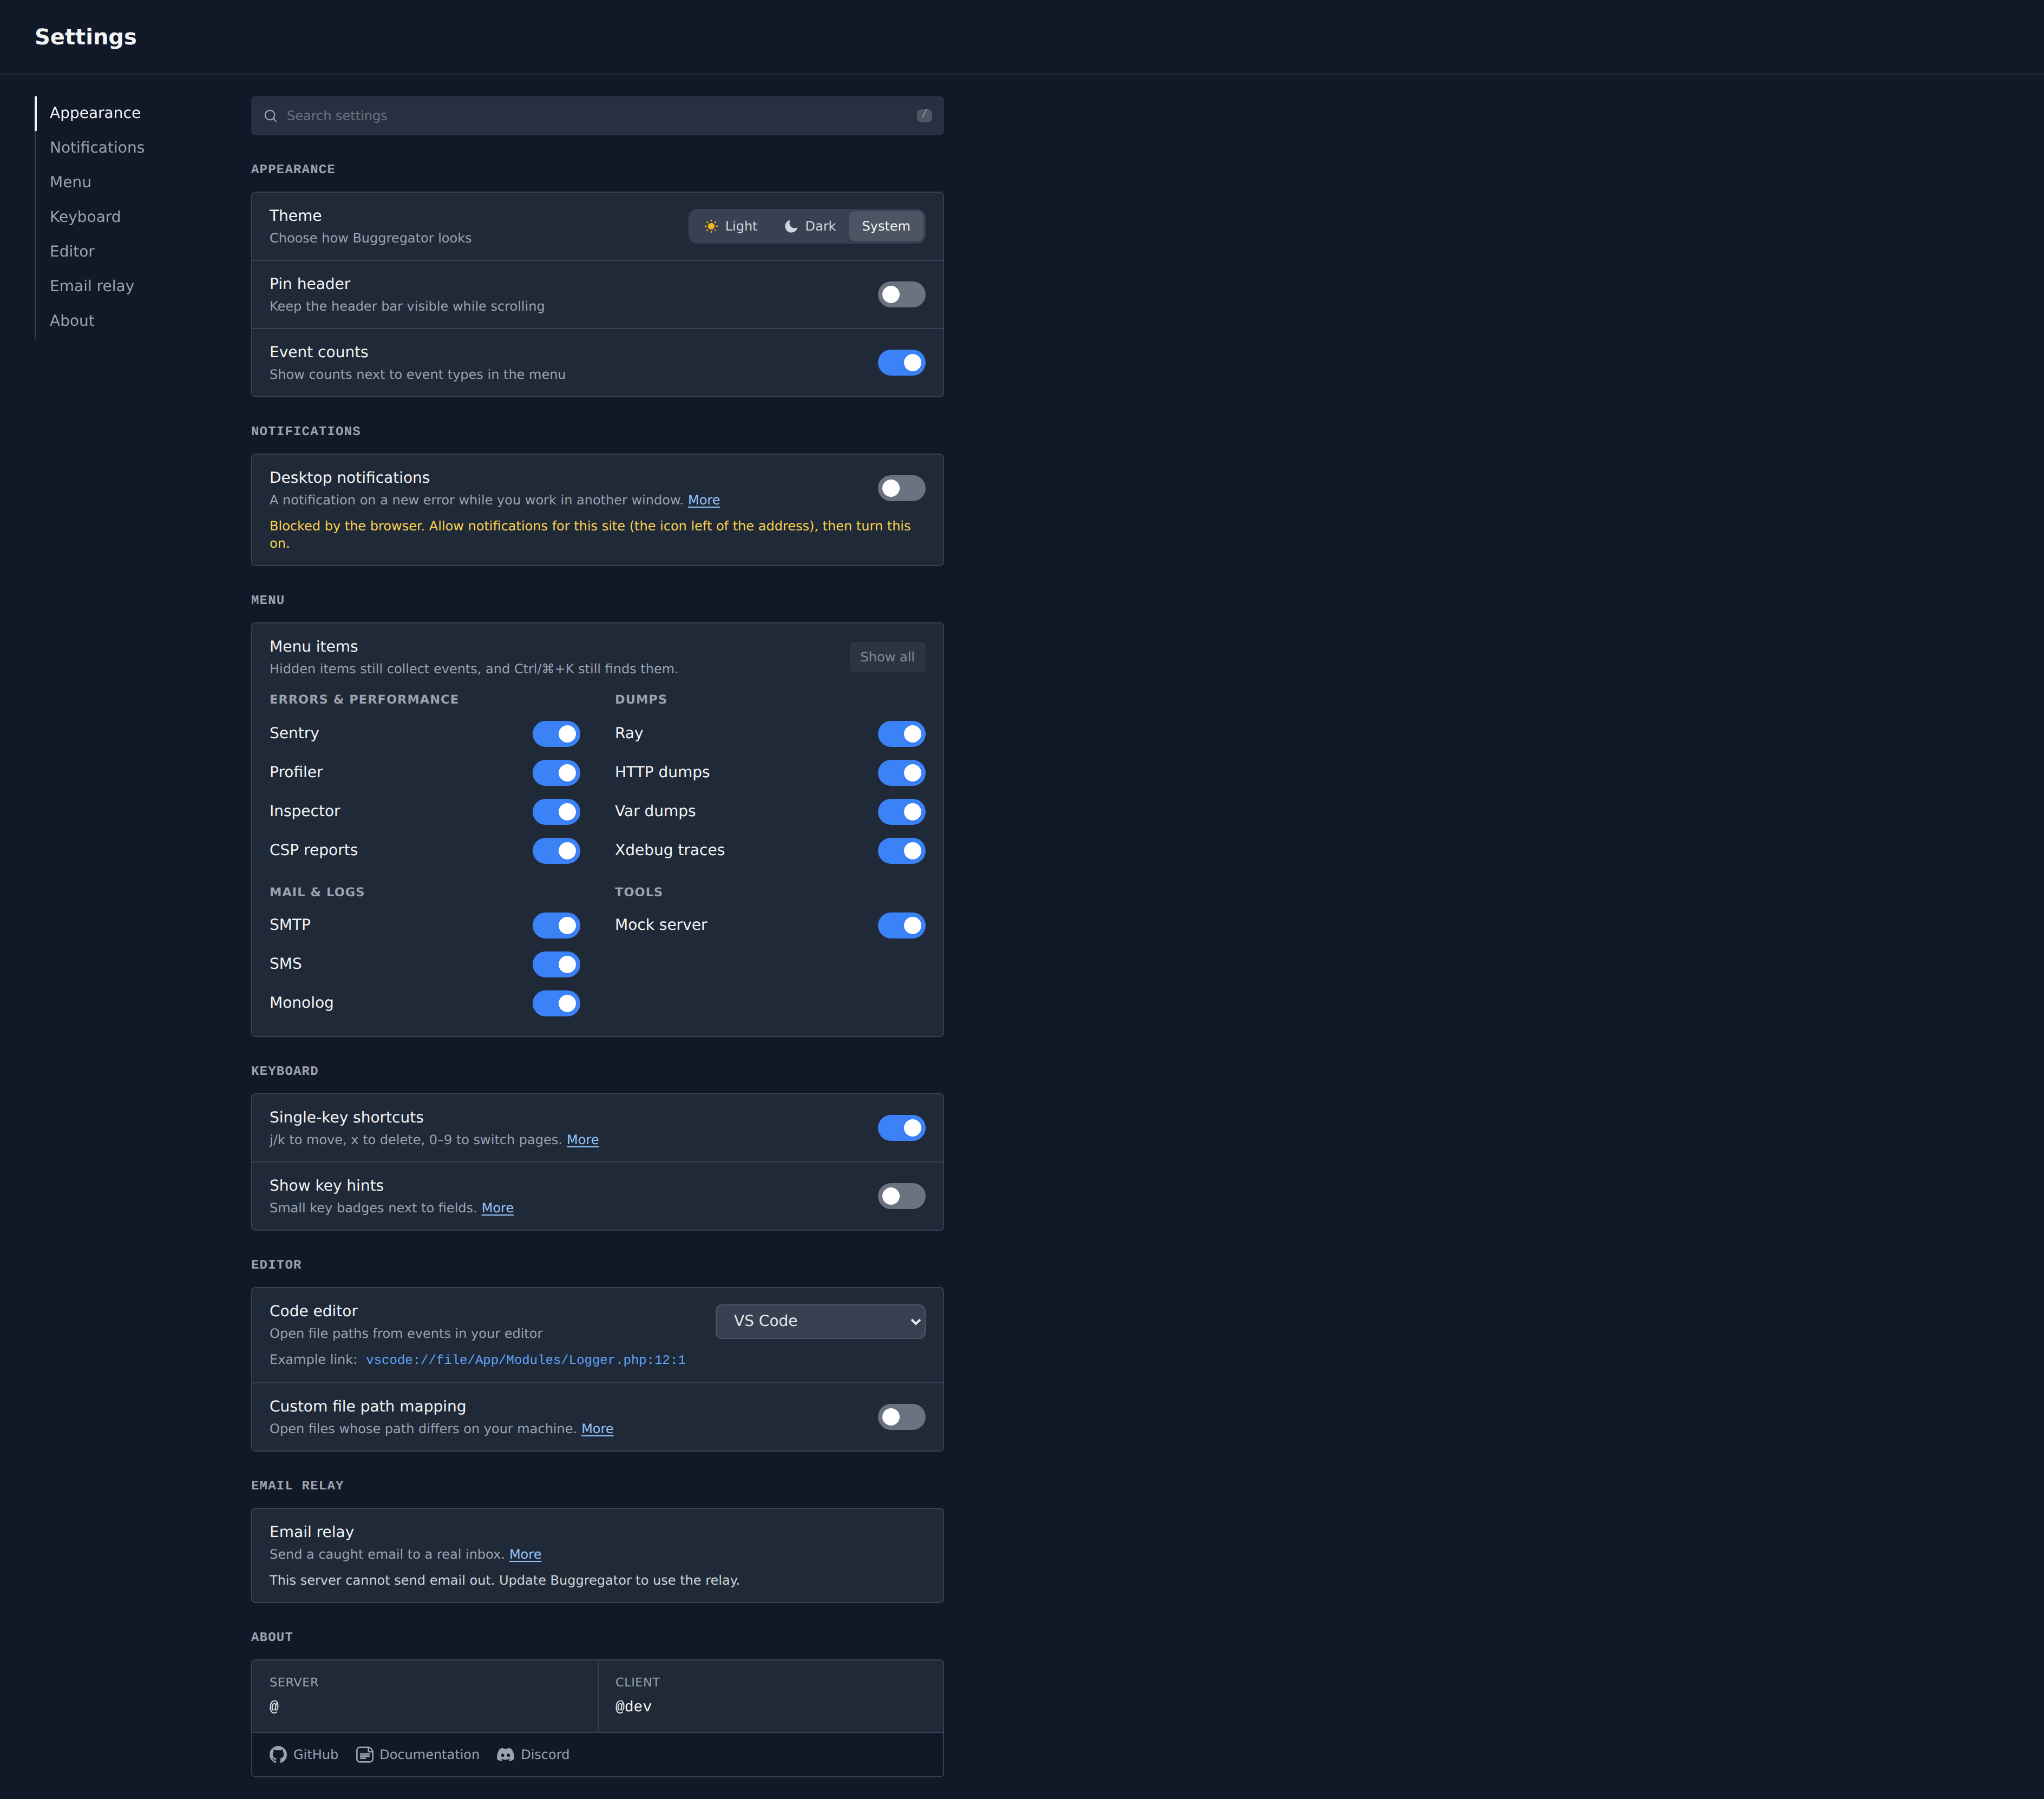 Settings
Appearance
Notifications
Menu
Keyboard
Editor
Email relay
About
Search settings
/
APPEARANCE
Theme
Choose how Buggregator looks
Light
Dark
System
Pin header
Keep the header bar visible while scrolling
Event counts
Show counts next to event types in the menu
NOTIFICATIONS
Desktop notifications
A notification on a new error while you work in another window. More
Blocked by the browser. Allow notifications for this site (the icon left of the address), then turn this
on.
MENU
Menu items
Hidden items still collect events, and Ctrl/⌘+K still finds them.
Show all
ERRORS & PERFORMANCE
Sentry
Profiler
Inspector
CSP reports
DUMPS
Ray
HTTP dumps
Var dumps
Xdebug traces
MAIL & LOGS
SMTP
SMS
Monolog
TOOLS
Mock server
KEYBOARD
Single-key shortcuts
j/k to move, x to delete, 0–9 to switch pages. More
Show key hints
Small key badges next to fields. More
EDITOR
Code editor
Open file paths from events in your editor
VS Code
Example link: vscode://file/App/Modules/Logger.php:12:1
Custom file path mapping
Open files whose path differs on your machine. More
EMAIL RELAY
Email relay
Send a caught email to a real inbox. More
This server cannot send email out. Update Buggregator to use the relay.
ABOUT
SERVER
@
CLIENT
@dev
GitHub
Documentation
Discord